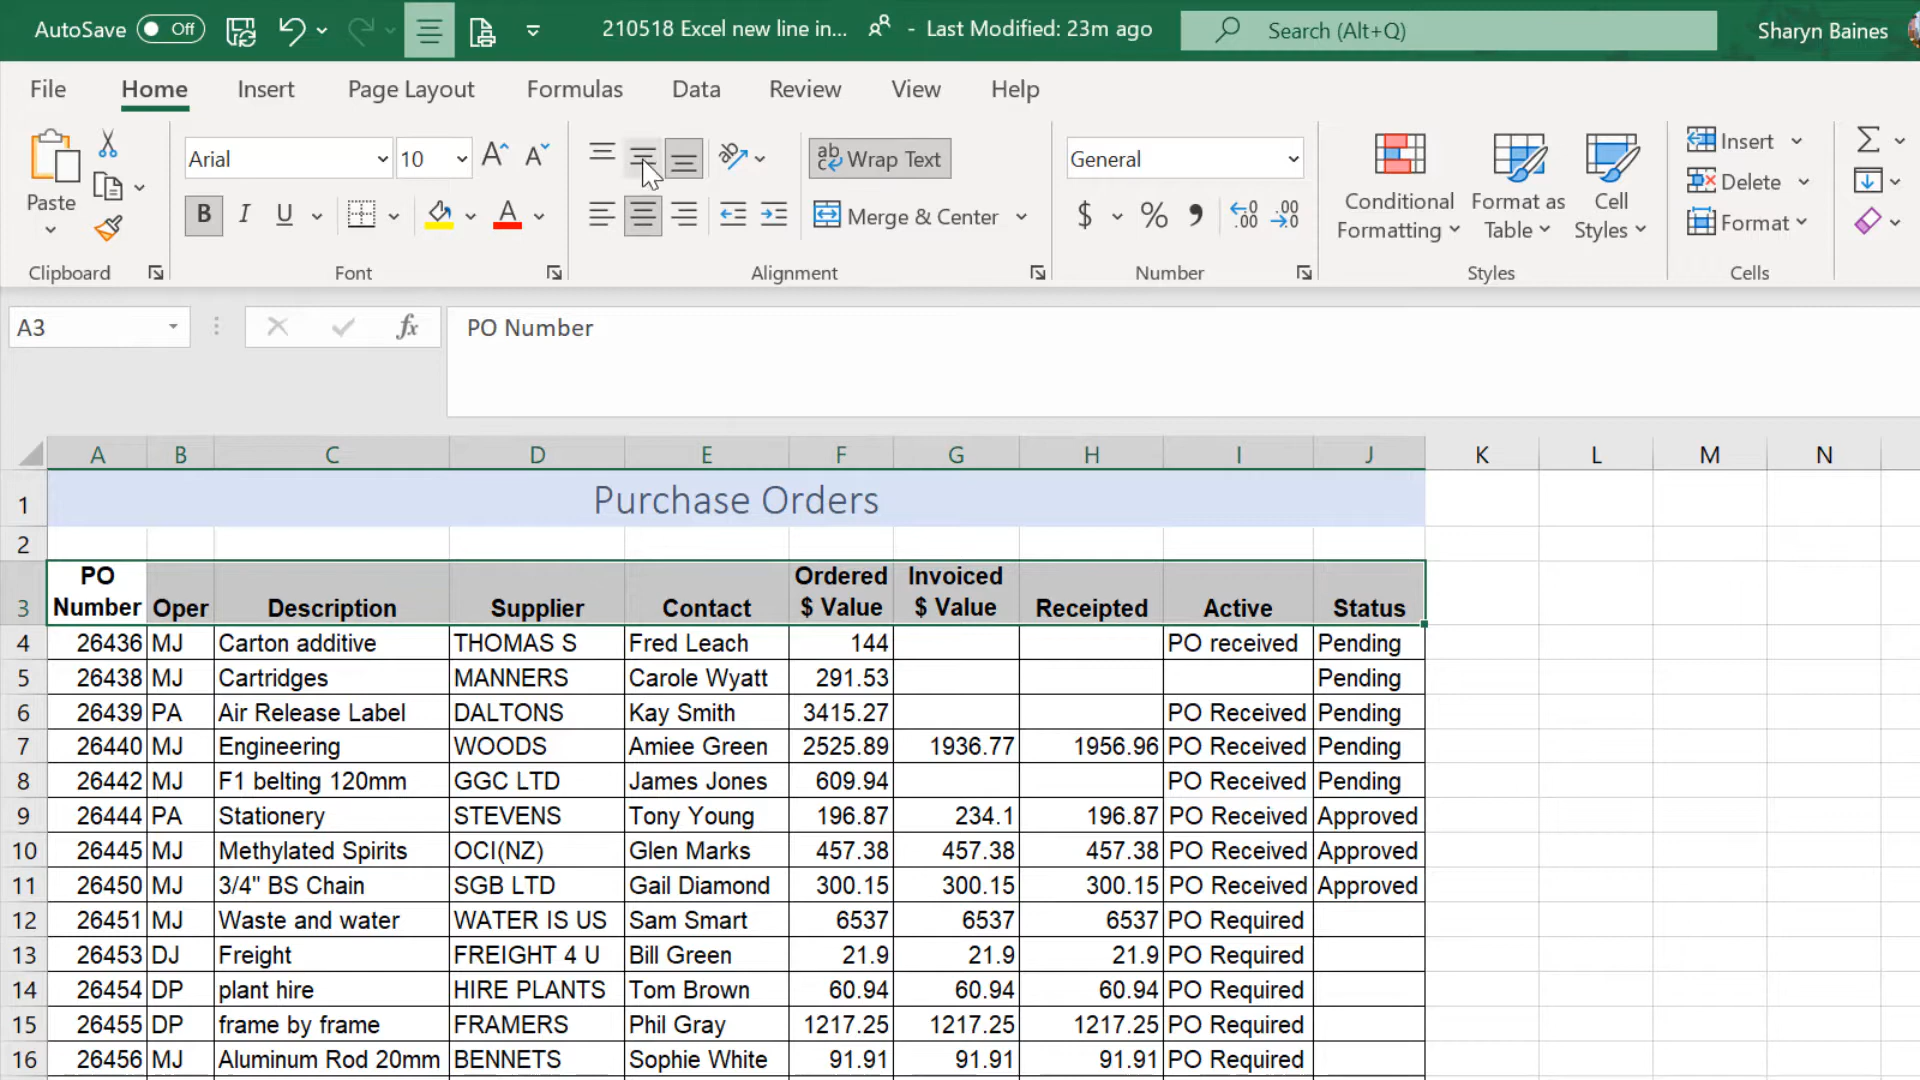 AutoSave Off 210518 Excel new line in... - Last Modified: 23m ago Search (Alt+Q) Sharyn Baines
File Home Insert Page Layout Formulas Data Review View Help
Paste
Arial 10
B I U A
ab Wrap Text
Merge & Center
General
$ % , .00 .00
Conditional Formatting
Format as Table
Cell Styles
Insert
Delete
Format
Clipboard Font Alignment Number Styles Cells
A3 fx PO Number
A B C D E F G H I J K L M N
1 Purchase Orders
2
3 PO Number Oper Description Supplier Contact Ordered $ Value Invoiced $ Value Receipted Active Status
4 26436 MJ Carton additive THOMAS S Fred Leach 144 PO received Pending
5 26438 MJ Cartridges MANNERS Carole Wyatt 291.53 Pending
6 26439 PA Air Release Label DALTONS Kay Smith 3415.27 PO Received Pending
7 26440 MJ Engineering WOODS Amiee Green 2525.89 1936.77 1956.96 PO Received Pending
8 26442 MJ F1 belting 120mm GGC LTD James Jones 609.94 PO Received Pending
9 26444 PA Stationery STEVENS Tony Young 196.87 234.1 196.87 PO Received Approved
10 26445 MJ Methylated Spirits OCI(NZ) Glen Marks 457.38 457.38 457.38 PO Received Approved
11 26450 MJ 3/4" BS Chain SGB LTD Gail Diamond 300.15 300.15 300.15 PO Received Approved
12 26451 MJ Waste and water WATER IS US Sam Smart 6537 6537 6537 PO Required
13 26453 DJ Freight FREIGHT 4 U Bill Green 21.9 21.9 21.9 PO Required
14 26454 DP plant hire HIRE PLANTS Tom Brown 60.94 60.94 60.94 PO Required
15 26455 DP frame by frame FRAMERS Phil Gray 1217.25 1217.25 1217.25 PO Required
16 26456 MJ Aluminum Rod 20mm BENNETS Sophie White 91.91 91.91 91.91 PO Required